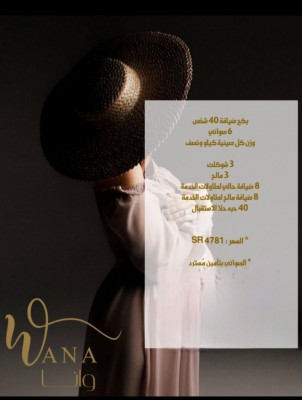 بكج ضيافة 40 شخص
6 صواني
وزن كل صينية كيلو ونصف
3 شوكلت
3 مالح
8 ضيافة حالي لطاولات الخدمة
8 ضيافة مالح لطاولات الخدمة
40 حبه حلا الاستقبال
* السعر : 4781 SR
* الصواني بتأمين مُسترد
WANA
وانا